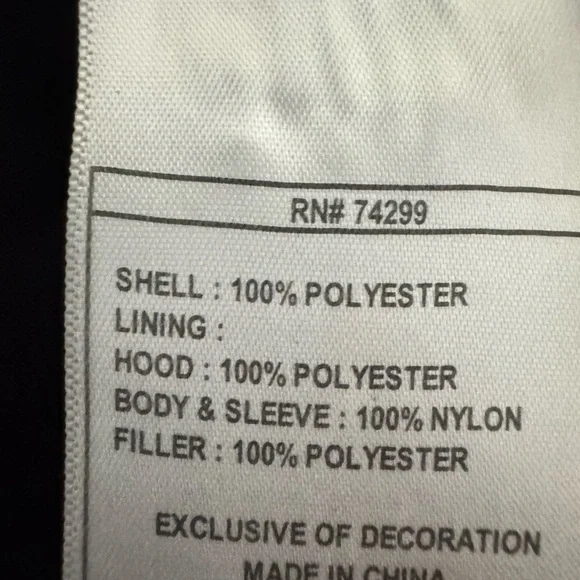 RN# 74299
SHELL : 100% POLYESTER
LINING :
HOOD : 100% POLYESTER
BODY & SLEEVE : 100% NYLON
FILLER : 100% POLYESTER
EXCLUSIVE OF DECORATION
MADE IN CHINA